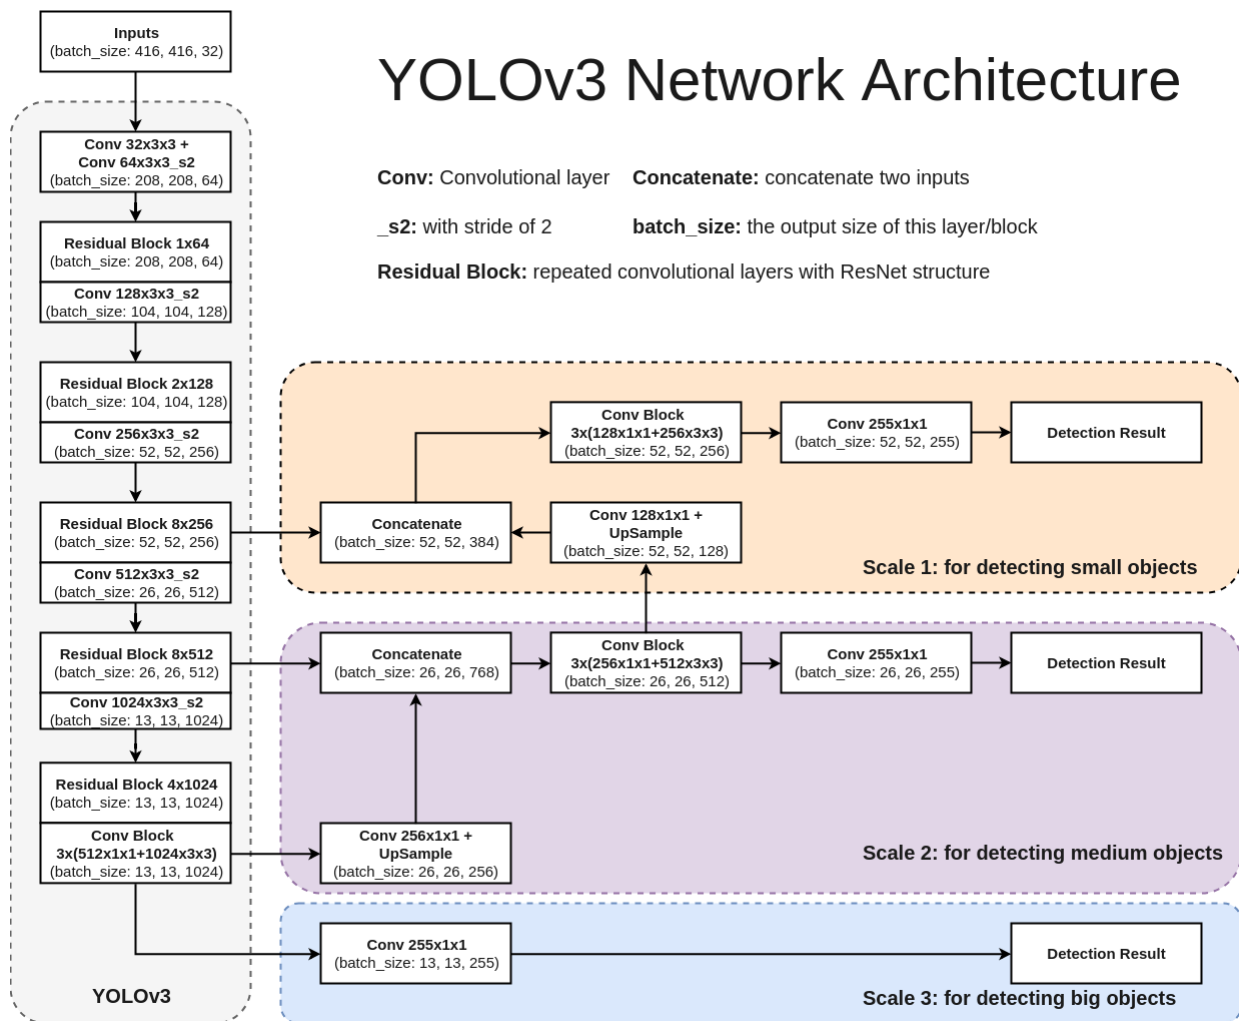 Inputs
(batch_size: 416, 416, 32)
YOLOv3 Network Architecture
Conv: Convolutional layer
Concatenate: concatenate two inputs
_s2: with stride of 2
batch_size: the output size of this layer/block
Residual Block: repeated convolutional layers with ResNet structure
Conv 32x3x3 +
Conv 64x3x3_s2
(batch_size: 208, 208, 64)
Residual Block 1x64
(batch_size: 208, 208, 64)
Conv 128x3x3_s2
(batch_size: 104, 104, 128)
Residual Block 2x128
(batch_size: 104, 104, 128)
Conv 256x3x3_s2
(batch_size: 52, 52, 256)
Residual Block 8x256
(batch_size: 52, 52, 256)
Conv 512x3x3_s2
(batch_size: 26, 26, 512)
Residual Block 8x512
(batch_size: 26, 26, 512)
Conv 1024x3x3_s2
(batch_size: 13, 13, 1024)
Residual Block 4x1024
(batch_size: 13, 13, 1024)
Conv Block
3x(512x1x1+1024x3x3)
(batch_size: 13, 13, 1024)
YOLOv3
Conv Block
3x(128x1x1+256x3x3)
(batch_size: 52, 52, 256)
Conv 255x1x1
(batch_size: 52, 52, 255)
Detection Result
Concatenate
(batch_size: 52, 52, 384)
Conv 128x1x1 +
UpSample
(batch_size: 52, 52, 128)
Scale 1: for detecting small objects
Concatenate
(batch_size: 26, 26, 768)
Conv Block
3x(256x1x1+512x3x3)
(batch_size: 26, 26, 512)
Conv 255x1x1
(batch_size: 26, 26, 255)
Detection Result
Conv 256x1x1 +
UpSample
(batch_size: 26, 26, 256)
Scale 2: for detecting medium objects
Conv 255x1x1
(batch_size: 13, 13, 255)
Detection Result
Scale 3: for detecting big objects